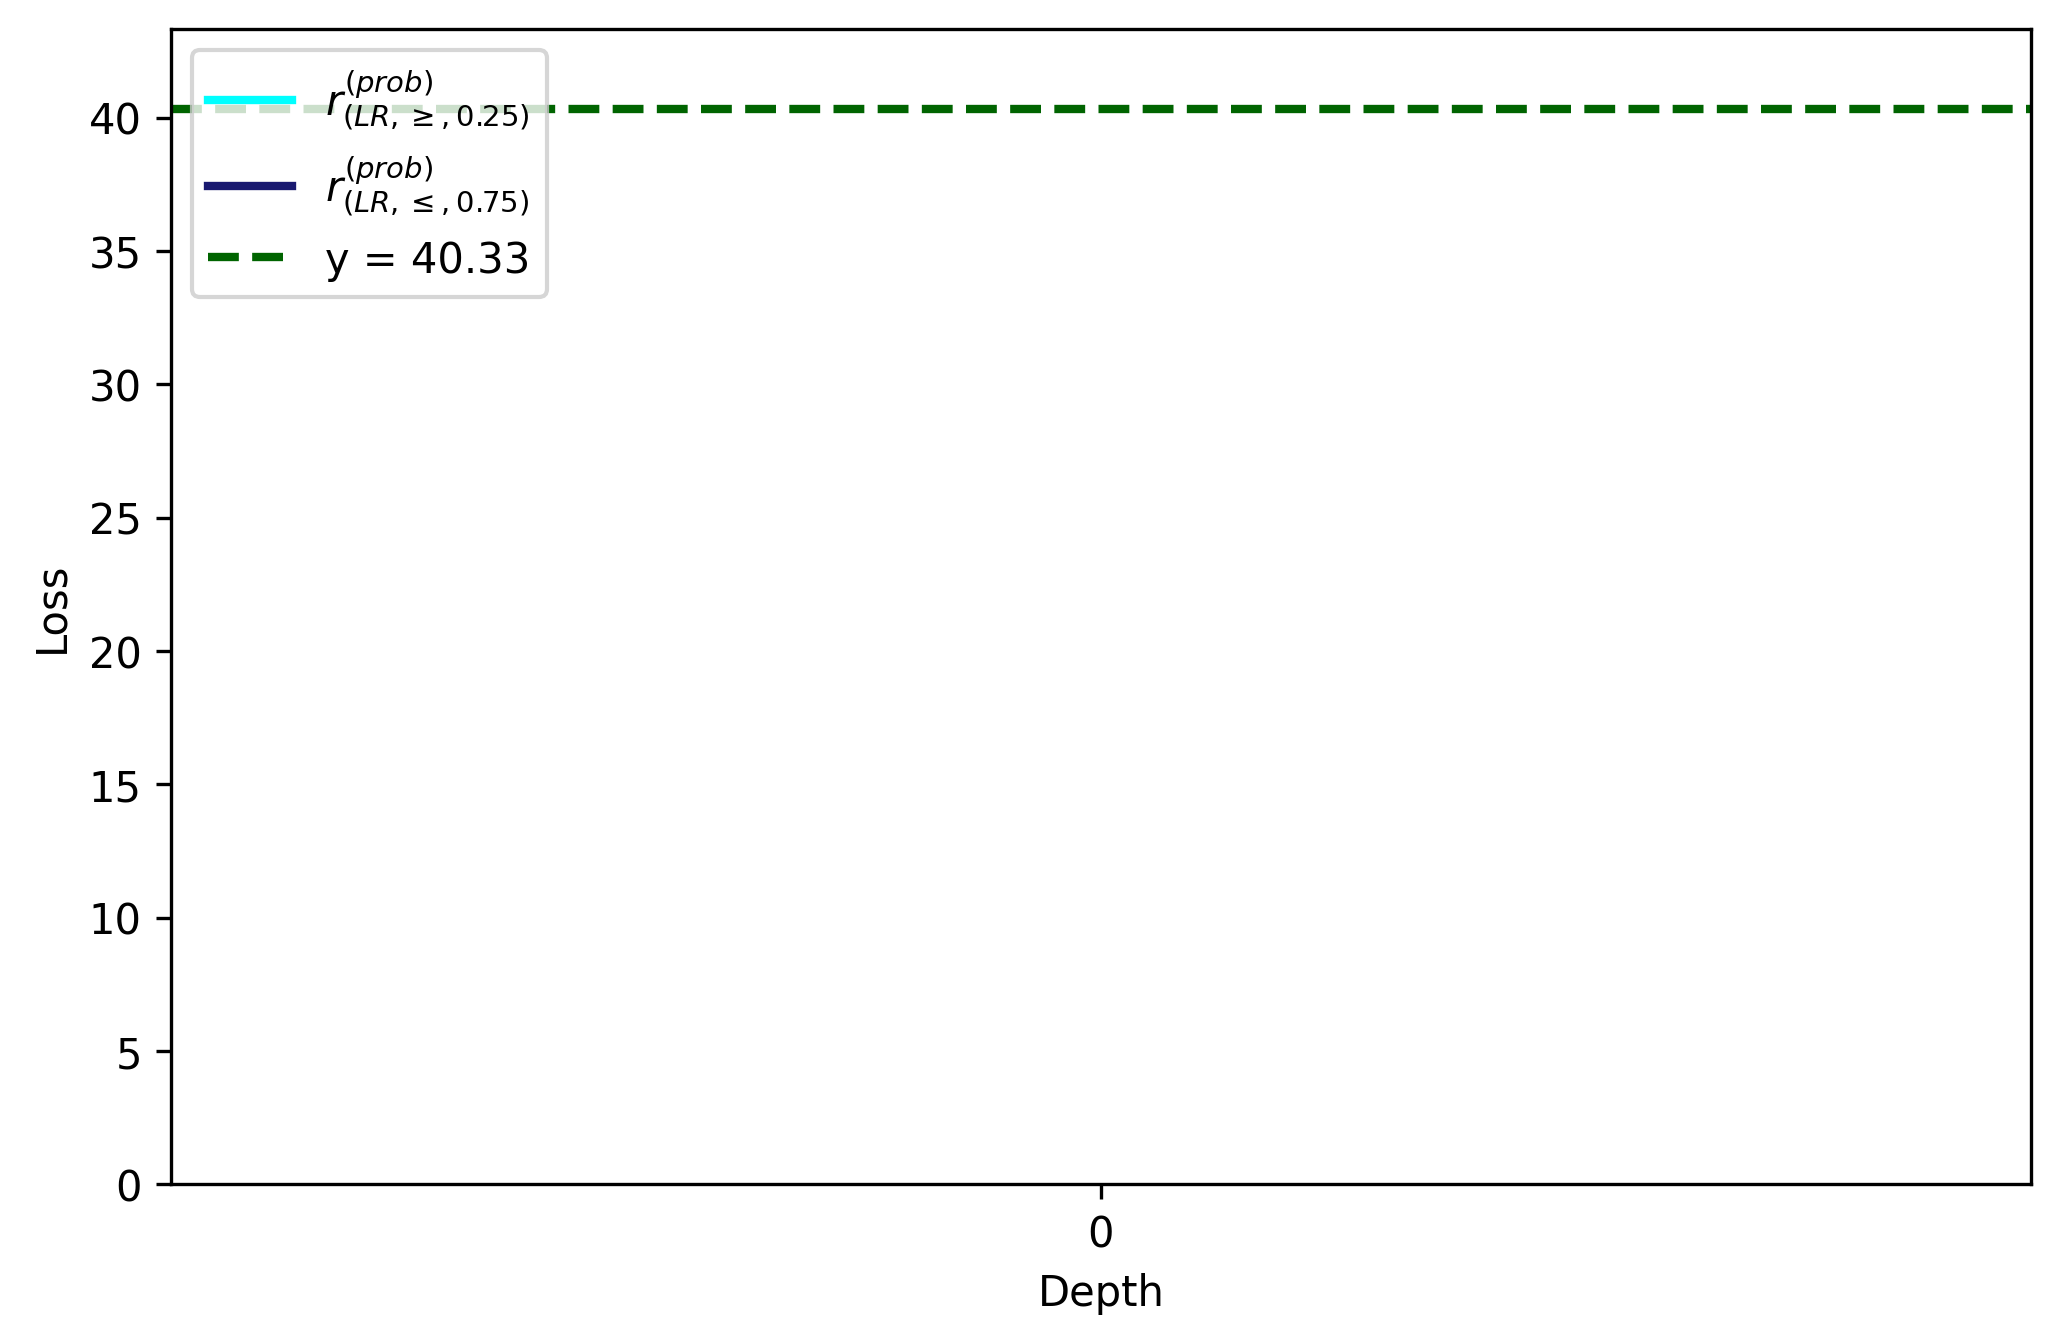 r^{(prob)}_{(LR, ≥, 0.25)}
r^{(prob)}_{(LR, ≤, 0.75)}
y = 40.33
40
35
30
25
20
15
10
5
0
Loss
0
Depth